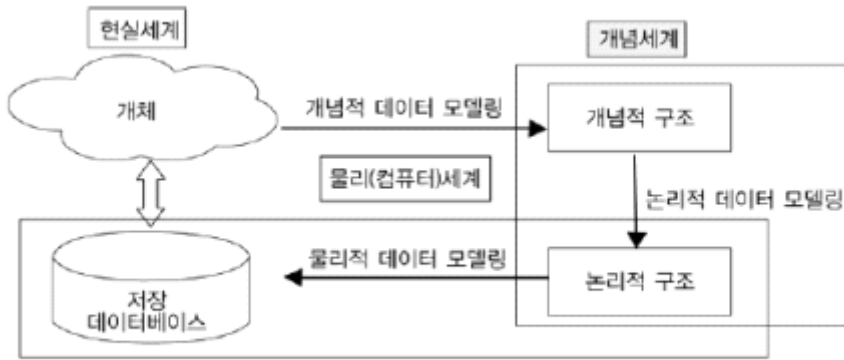 현실세계
개념세계
개체
개념적 데이터 모델링
개념적 구조
물리(컴퓨터)세계
논리적 데이터 모델링
물리적 데이터 모델링
논리적 구조
저장
데이터베이스